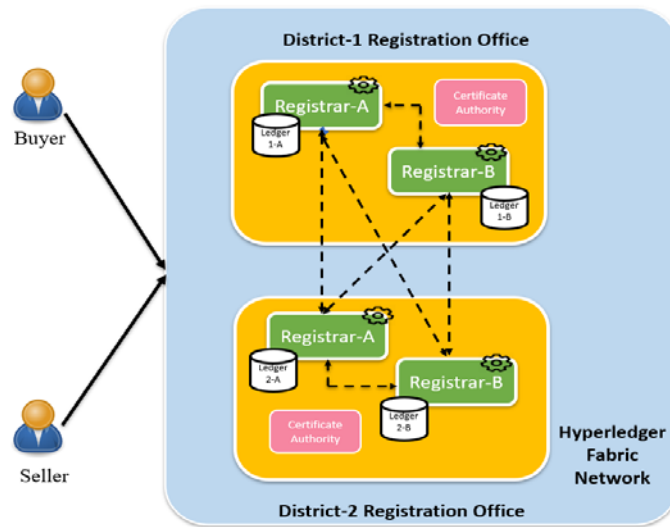 District-1 Registration Office
Registrar-A
Certificate
Authority
Ledger
1-A
Buyer
Registrar-B
Ledger
1-B
Registrar-A
Ledger
2-A
Registrar-B
Ledger
2-B
Certificate
Authority
Seller
Hyperledger
Fabric
Network
District-2 Registration Office